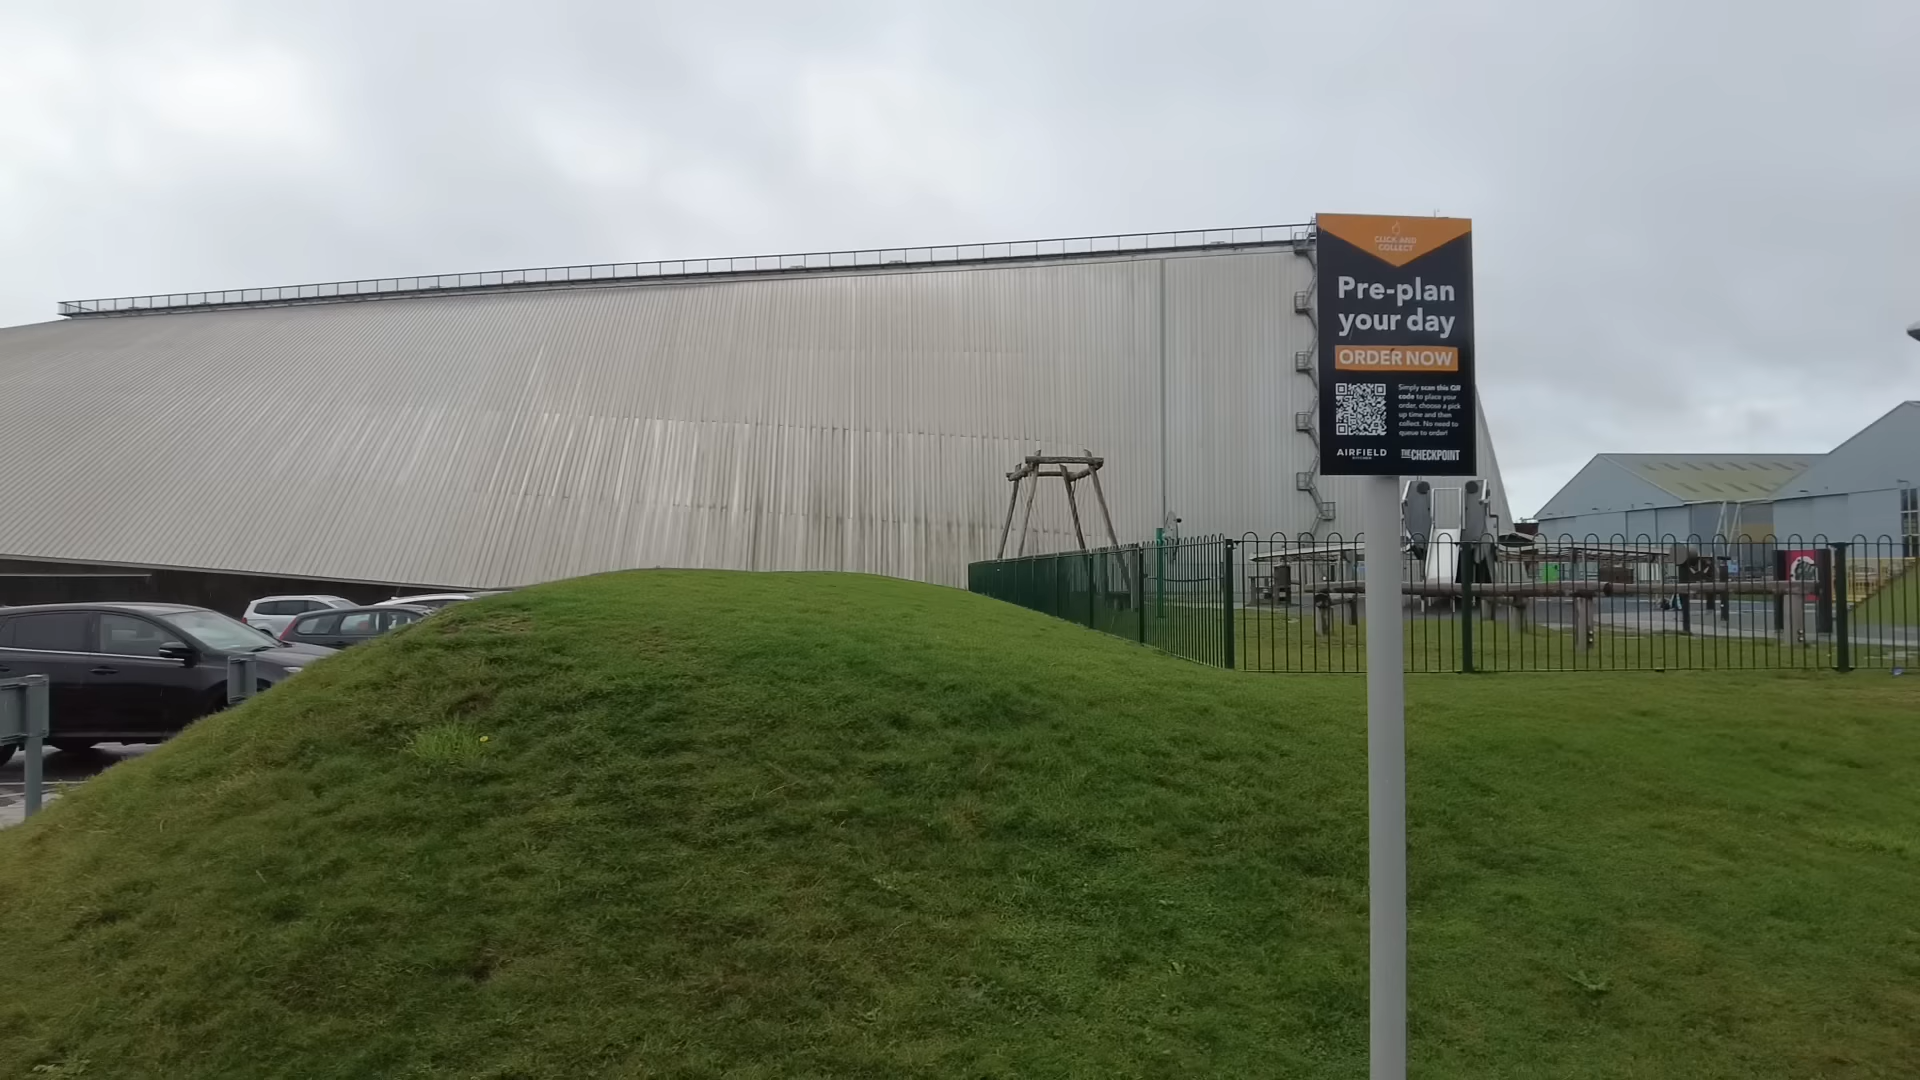 CLICK AND
COLLECT
Pre-plan
your day
ORDER NOW
Simply scan this QR
code to place your
order, choose a pick
up time and then
collect. No need to
queue to order!
AIRFIELD
KITCHEN
THE CHECKPOINT